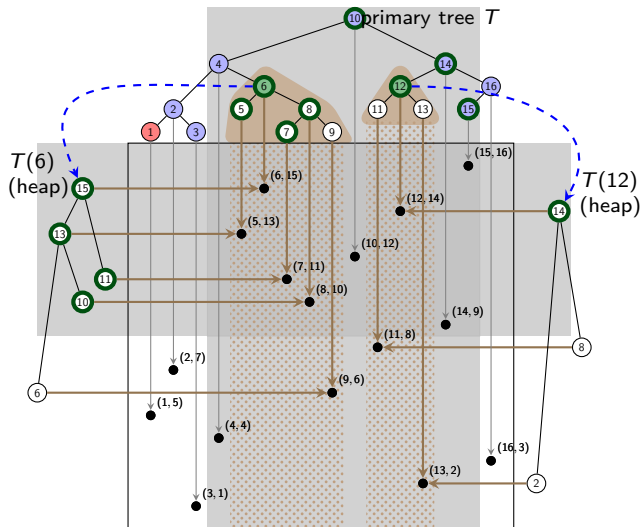 10 primary tree T
4 14
6 12 16
5 8 2 11 13 15
1 3 7 9
(15, 16)
T(6)
(heap)
T(12)
(heap)
15 (6, 15)
(12, 14) 14
13 (5, 13)
(10, 12)
11 (7, 11)
10 (8, 10)
(14, 9)
(11, 8) 8
(2, 7)
6 (9, 6)
(1, 5)
(4, 4)
(16, 3)
(13, 2) 2
(3, 1)